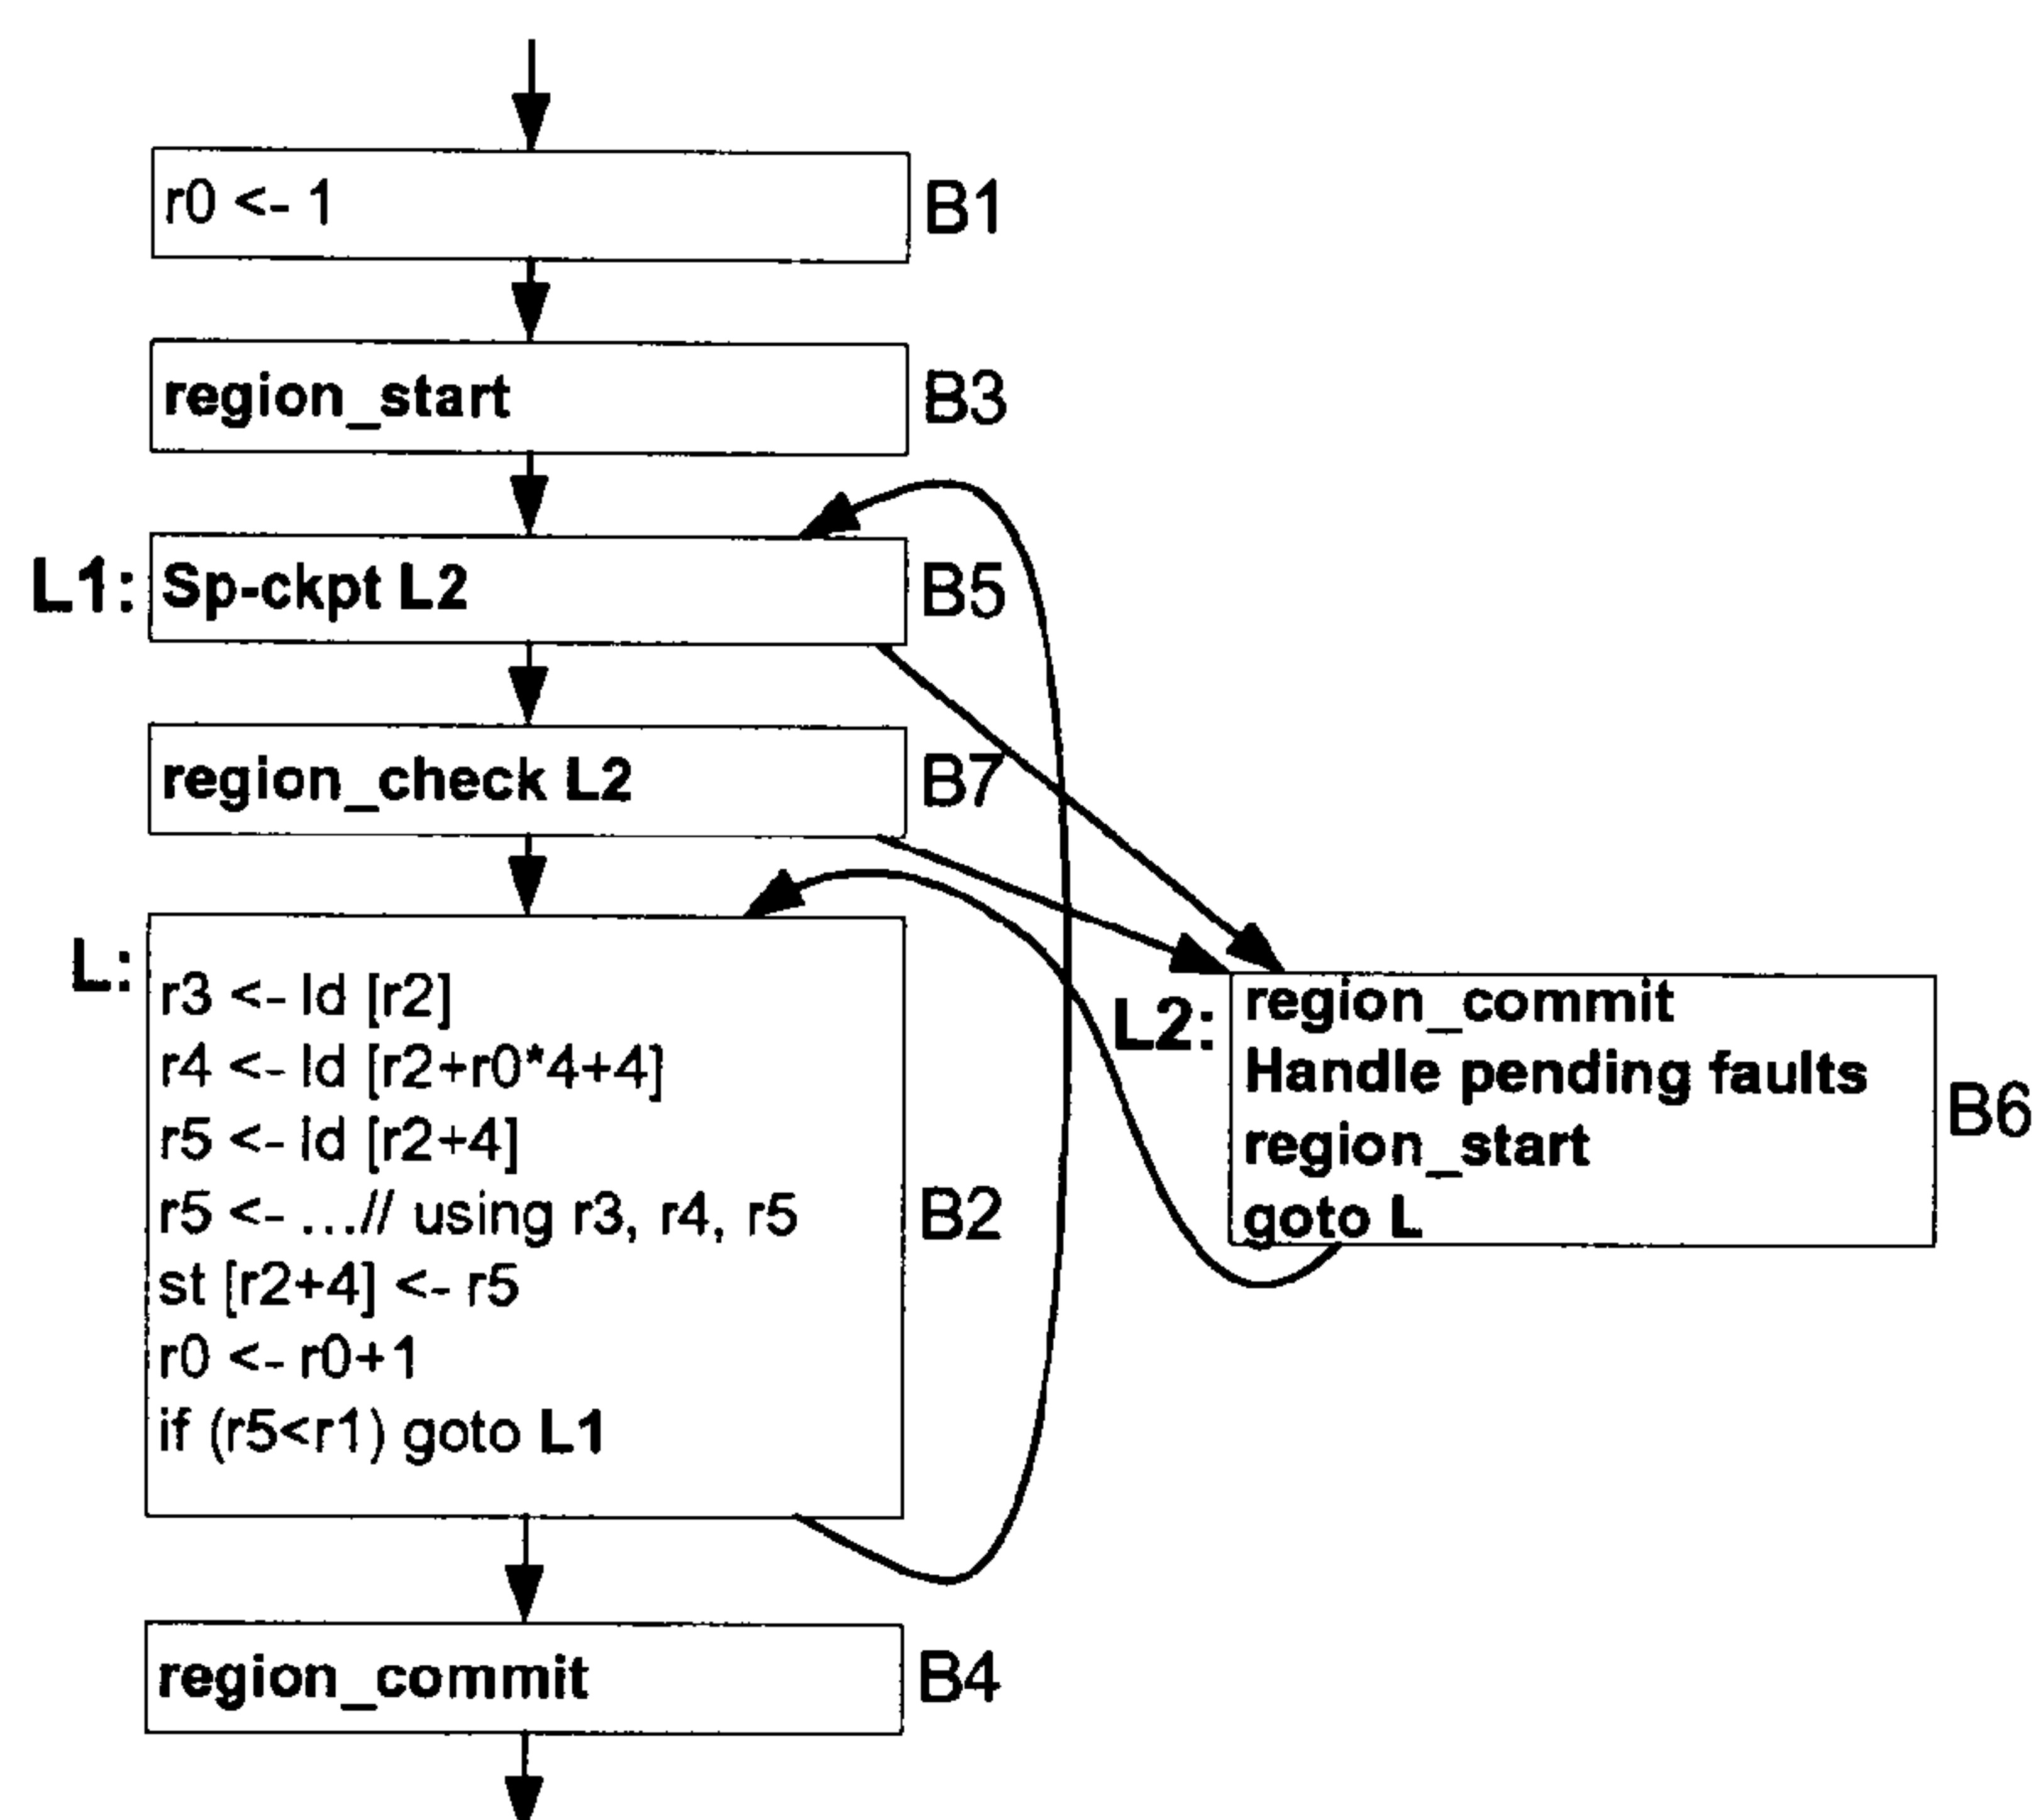 r0 <- 1
B1
region_start
B3
L1:
Sp-ckpt L2
B5
region_check L2
B7
L:
r3 <- ld [r2]
r4 <- ld [r2+r0*4+4]
r5 <- ld [r2+4]
r5 <- ...// using r3, r4, r5
st [r2+4] <- r5
r0 <- r0+1
if (r5<r1) goto L1
B2
L2:
region_commit
Handle pending faults
region_start
goto L
B6
region_commit
B4